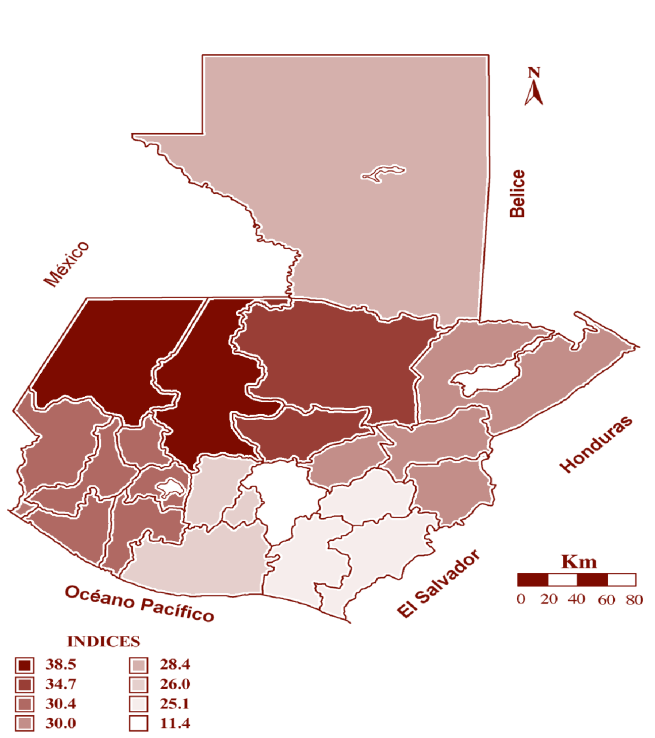 N
Belice
México
Honduras
Km
0 20 40 60 80
El Salvador
Océano Pacífico
INDICES
38.5 28.4
34.7 26.0
30.4 25.1
30.0 11.4